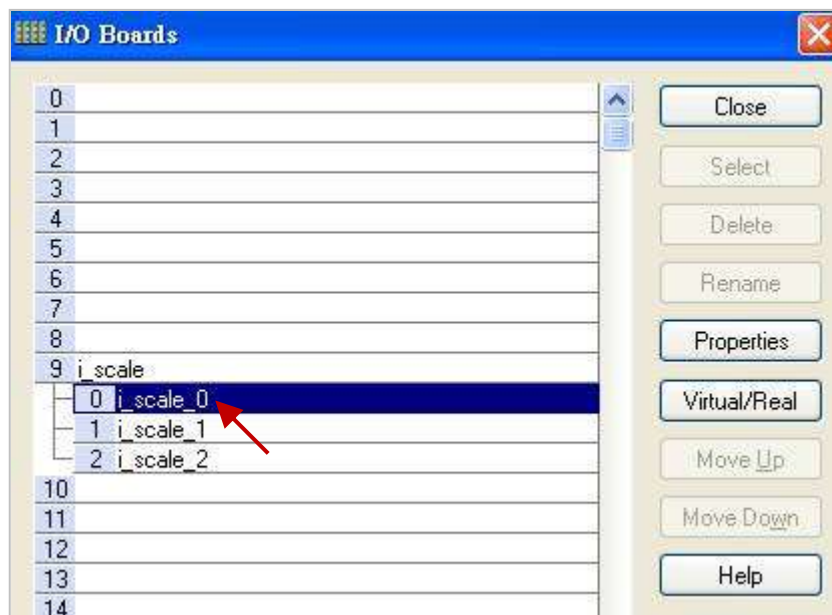 I/O Boards
0
1
2
3
4
5
6
7
8
9 i_scale
0 i_scale_0
1 i_scale_1
2 i_scale_2
10
11
12
13
14
Close
Select
Delete
Rename
Properties
Virtual/Real
Move Up
Move Down
Help